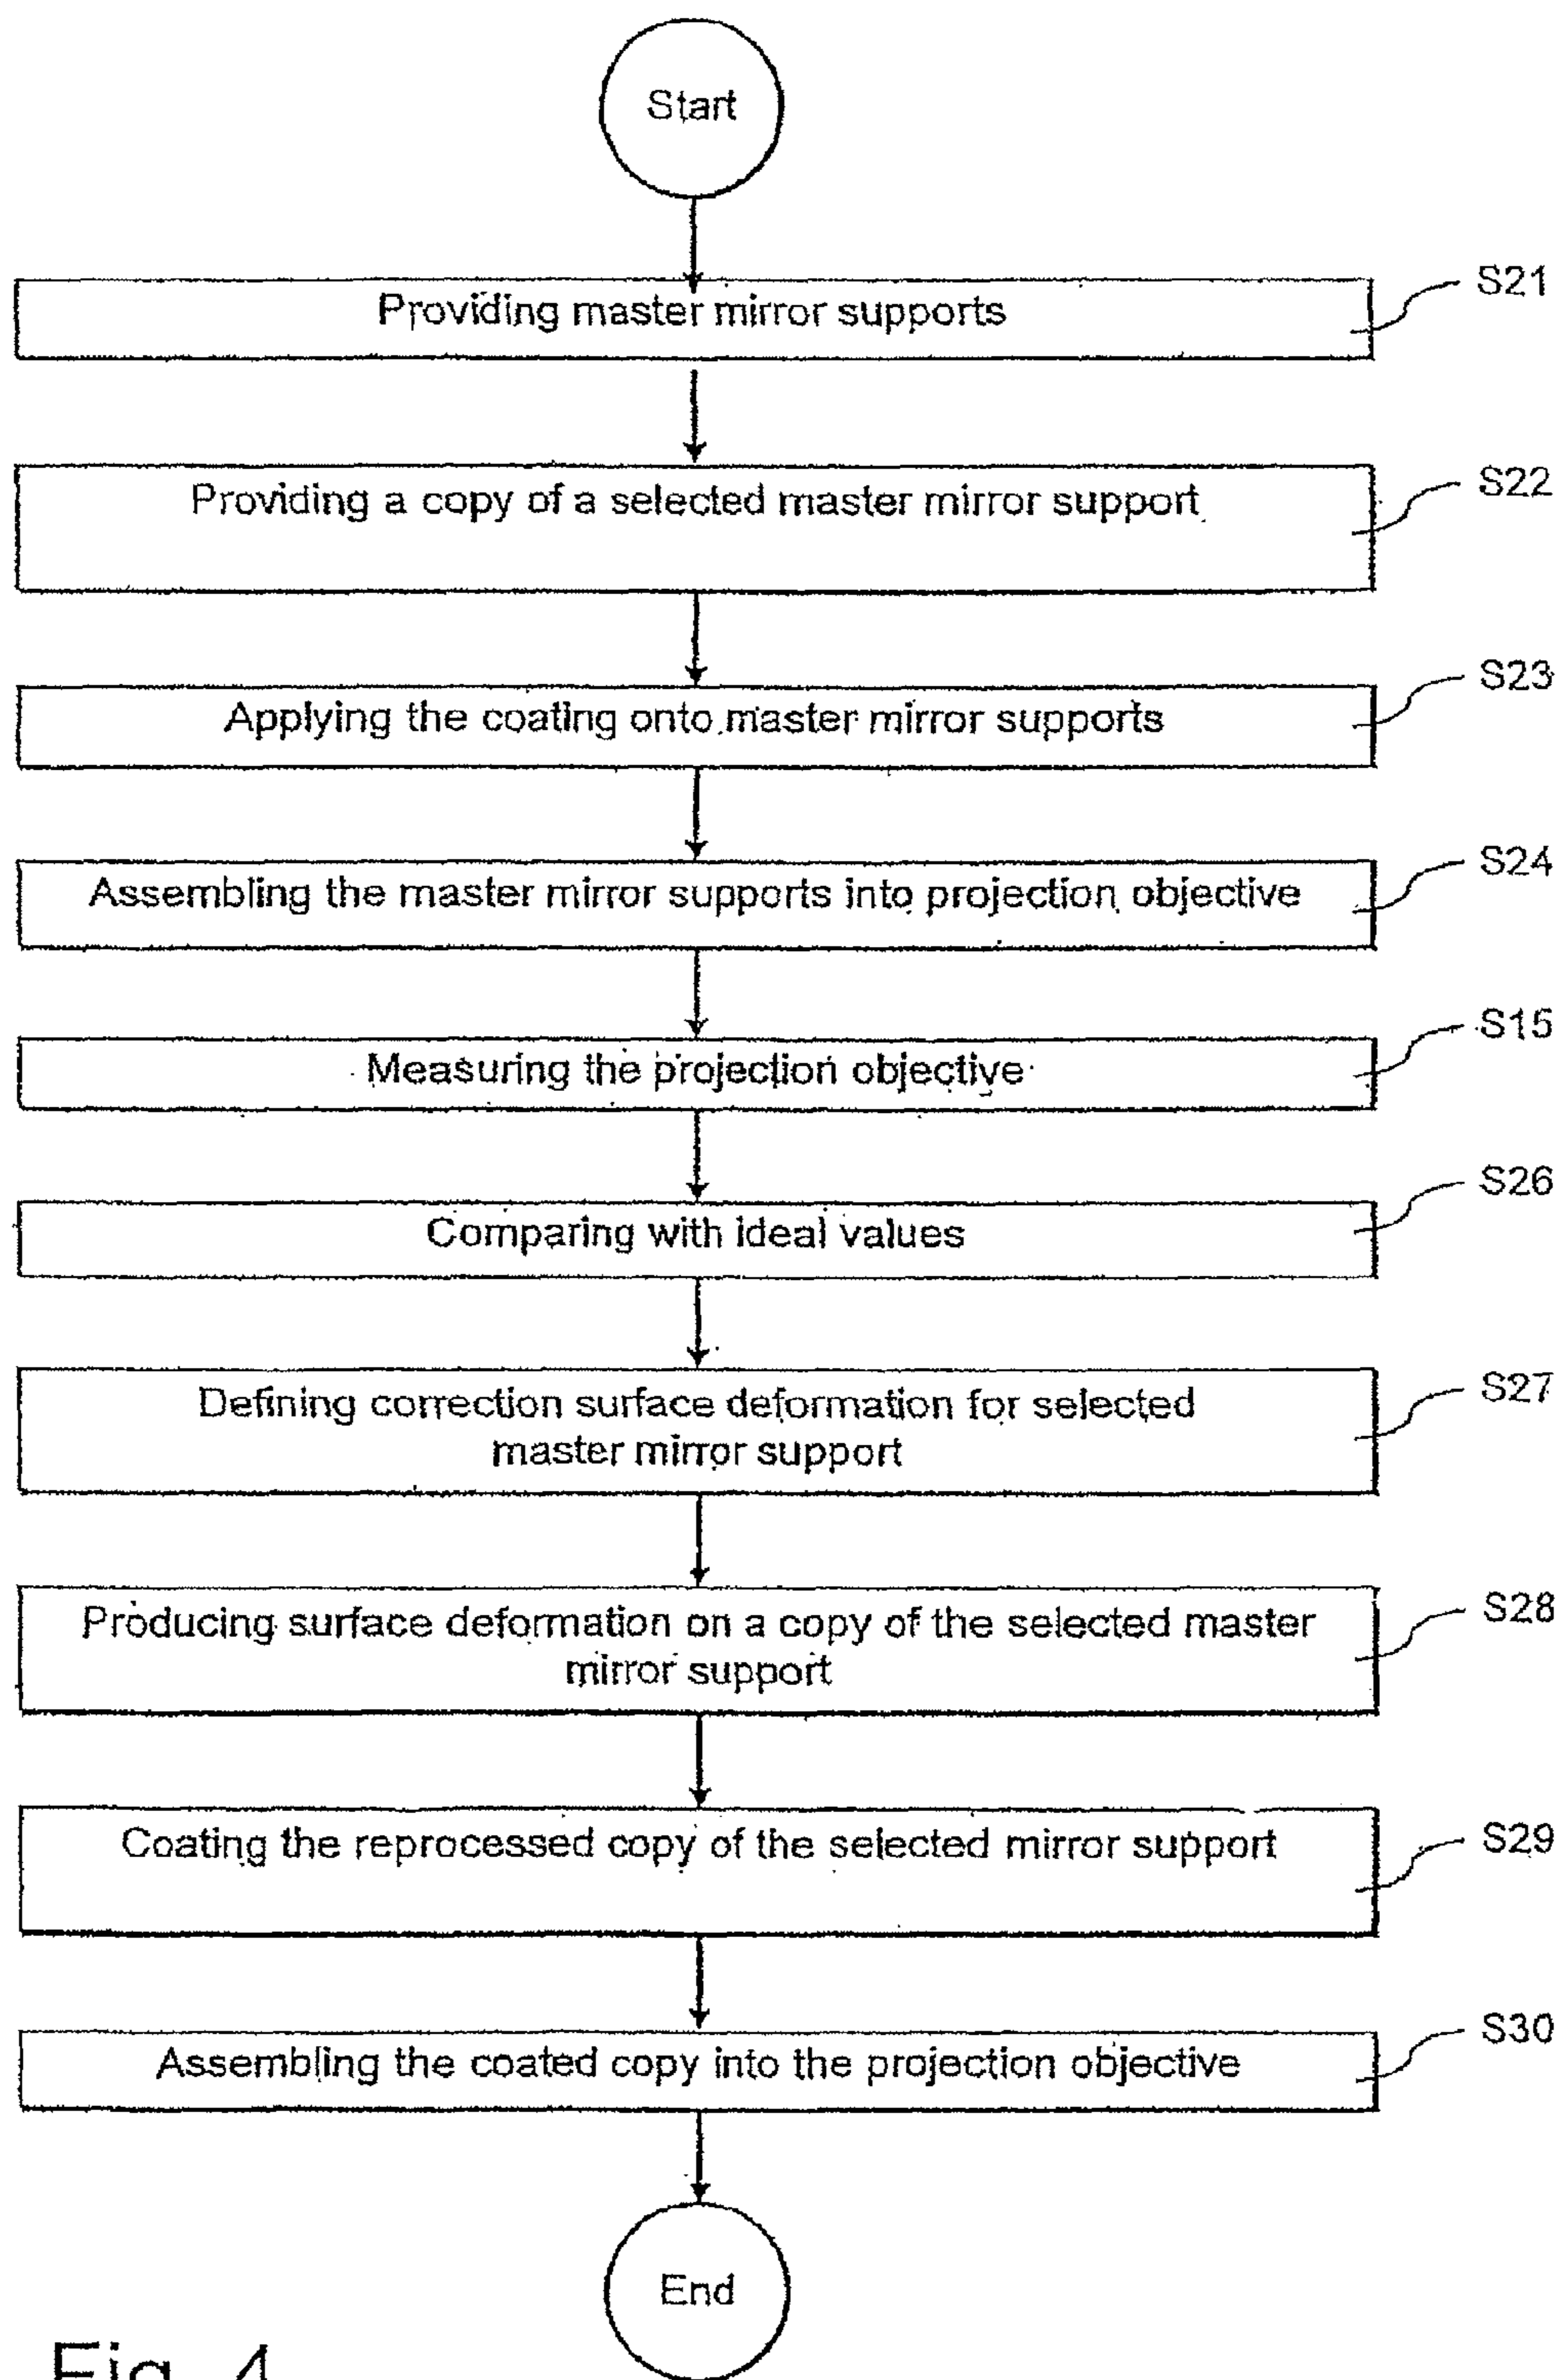 Start
Providing master mirror supports
S21
Providing a copy of a selected master mirror support
S22
Applying the coating onto master mirror supports
S23
Assembling the master mirror supports into projection objective
S24
Measuring the projection objective
S15
Comparing with ideal values
S26
Defining correction surface deformation for selected
master mirror support
S27
Producing surface deformation on a copy of the selected master
mirror support
S28
Coating the reprocessed copy of the selected mirror support
S29
Assembling the coated copy into the projection objective
S30
End
Fig. 4